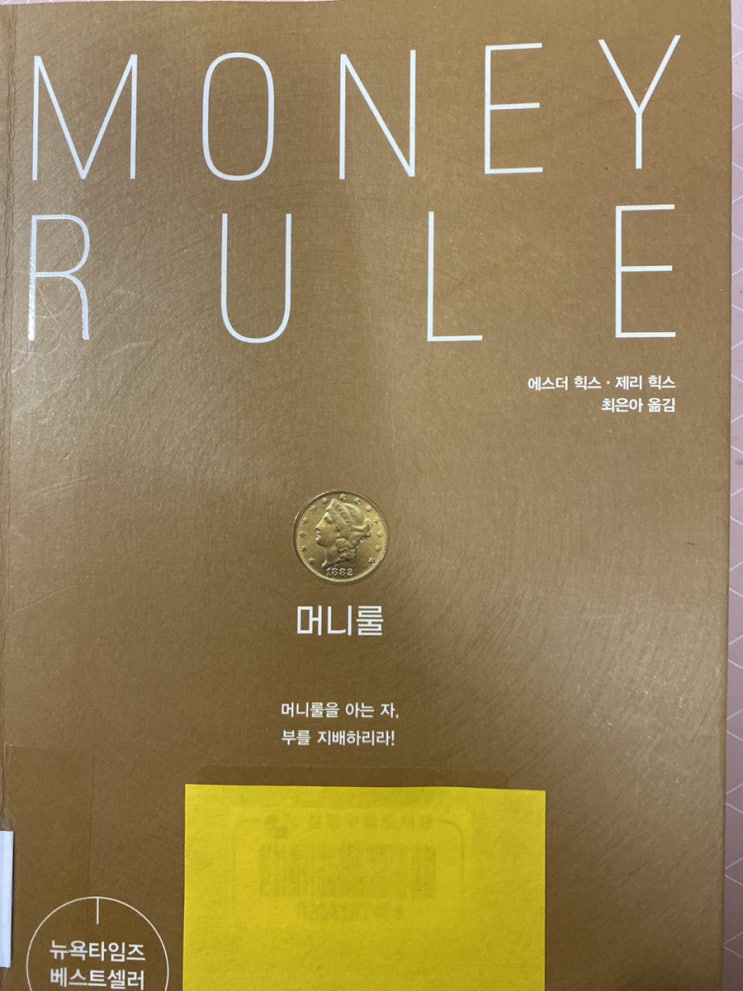 MONEY
RULE
에스더 힉스 · 제리 힉스
최은아 옮김
1882
머니룰
머니룰을 아는 자,
부를 지배하리라!
뉴욕타임즈
베스트셀러